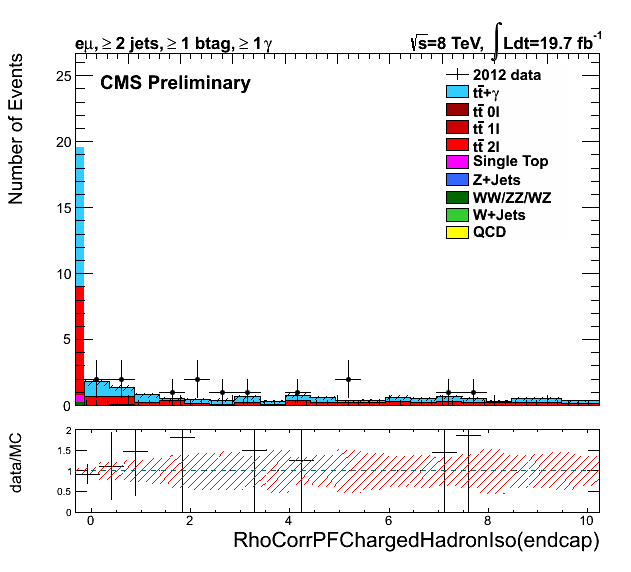 eμ, ≥ 2 jets, ≥ 1 btag, ≥ 1γ
√s=8 TeV, ∫ Ldt=19.7 fb⁻¹
CMS Preliminary
2012 data
tt̄+γ
tt̄ 0l
tt̄ 1l
tt̄ 2l
Single Top
Z+Jets
WW/ZZ/WZ
W+Jets
QCD
Number of Events
25
20
15
10
5
0
data/MC
2
1.5
1
0.5
0
0 2 4 6 8 10
RhoCorrPFChargedHadronIso(endcap)